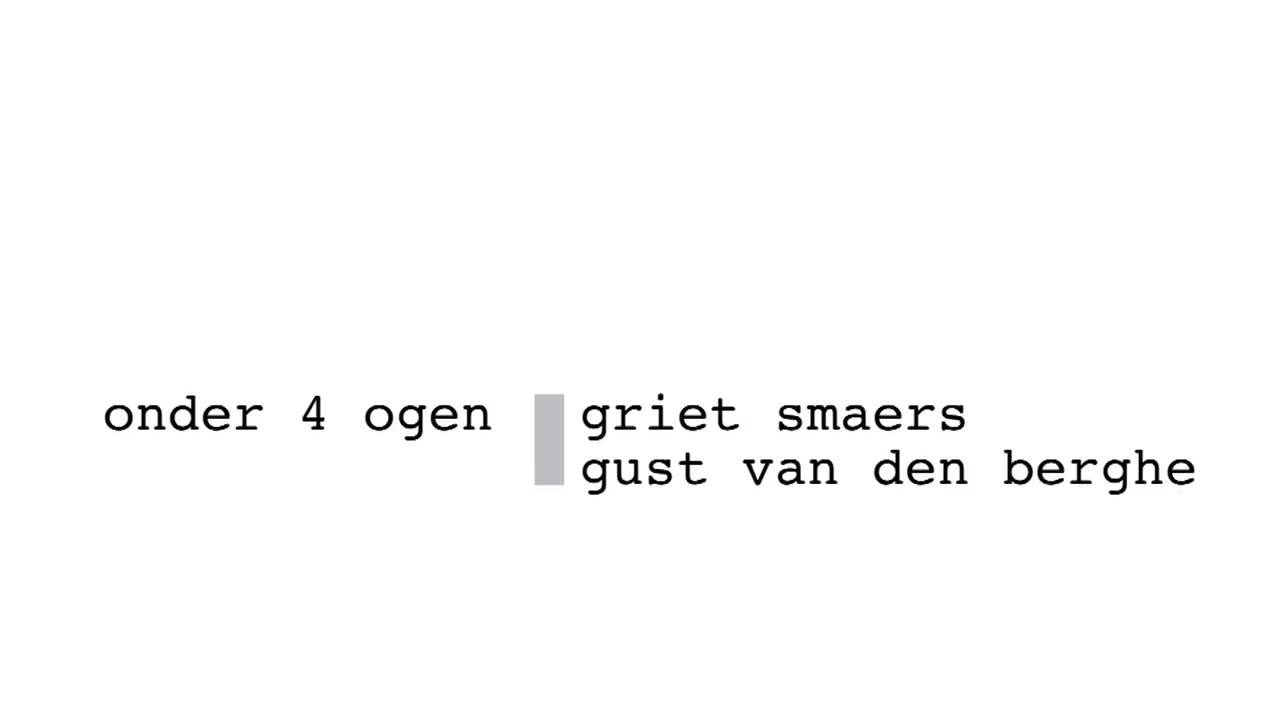 onder 4 ogen
griet smaers
gust van den berghe